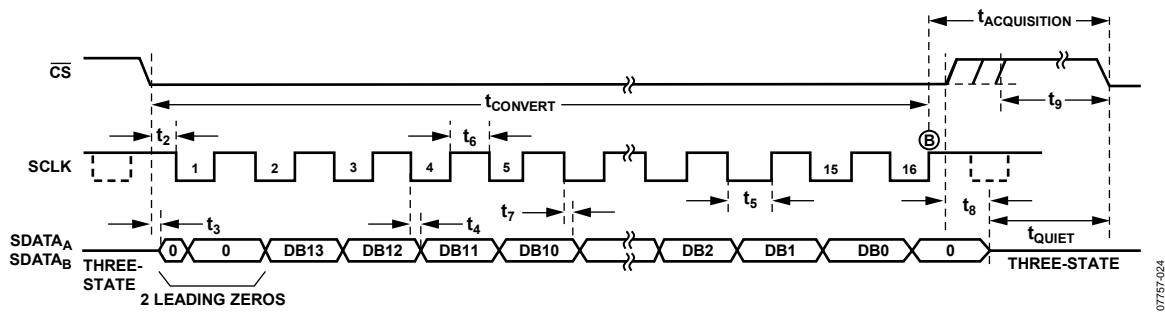 tACQUISITION
CS
tCONVERT
t9
t2
t6
B
SCLK
1
2
3
4
5
15
16
t3
t7
t4
t5
t8
SDATAA
SDATAB
0
0
DB13
DB12
DB11
DB10
DB2
DB1
DB0
0
tQUIET
THREE-
STATE
THREE-STATE
2 LEADING ZEROS
07757-024